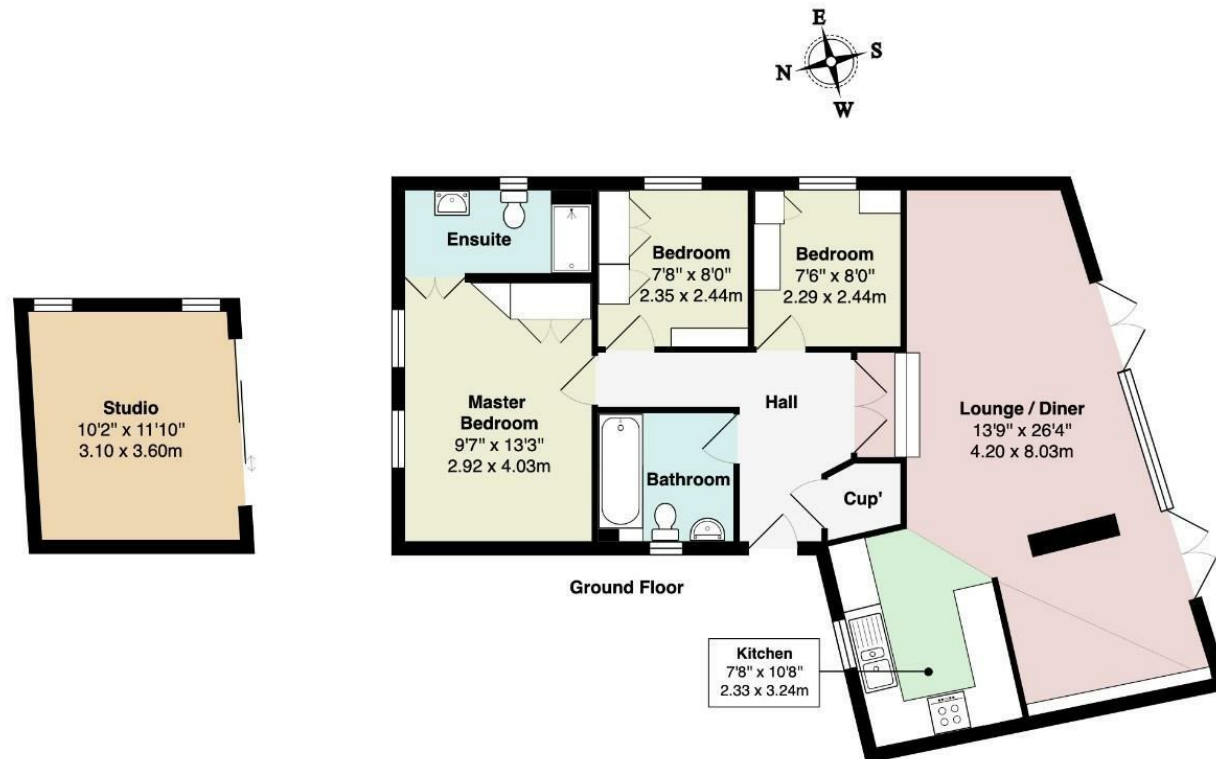 E
S
N
W
Ensuite
Bedroom
7'8" x 8'0"
2.35 x 2.44m
Bedroom
7'6" x 8'0"
2.29 x 2.44m
Studio
10'2" x 11'10"
3.10 x 3.60m
Master
Bedroom
9'7" x 13'3"
2.92 x 4.03m
Hall
Lounge / Diner
13'9" x 26'4"
4.20 x 8.03m
Bathroom
Cup'
Ground Floor
Kitchen
7'8" x 10'8"
2.33 x 3.24m